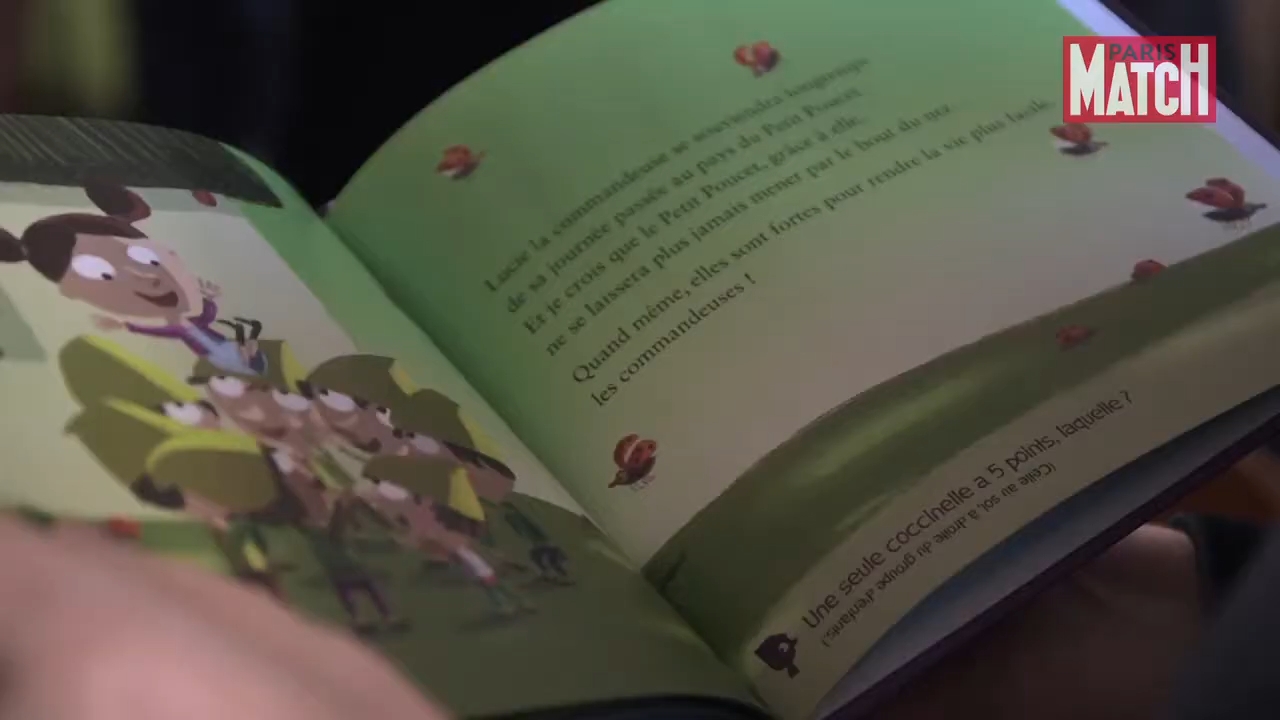 PARIS
MATCH
Lucie la commandeuse se souviendra longtemps
de sa journée passée au pays du Petit Poucet.
Et je crois que le Petit Poucet, grâce à elle,
ne se laissera plus jamais mener par le bout du nez.
Quand même, elles sont fortes pour rendre la vie plus facile,
les commandeuses !
Une seule coccinelle a 5 points, laquelle ?
(Celle au sol, à droite du groupe d'enfants.)